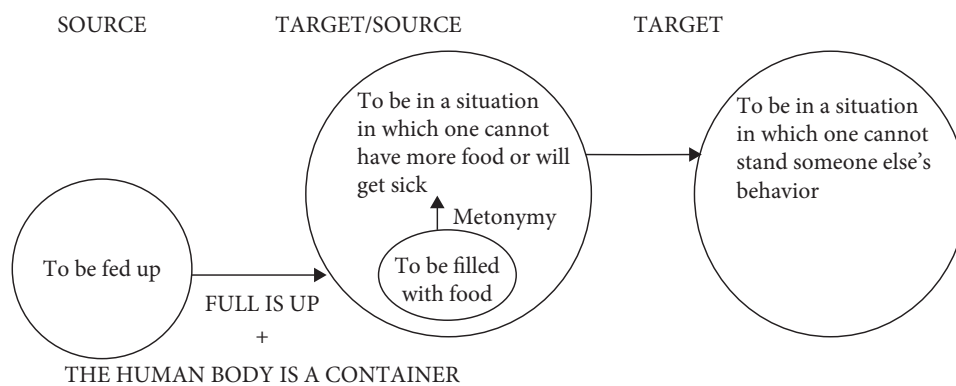 SOURCE
TARGET/SOURCE
TARGET
To be fed up
FULL IS UP
+
THE HUMAN BODY IS A CONTAINER
To be in a situation
in which one cannot
have more food or will
get sick
Metonymy
To be filled
with food
To be in a situation
in which one cannot
stand someone else's
behavior